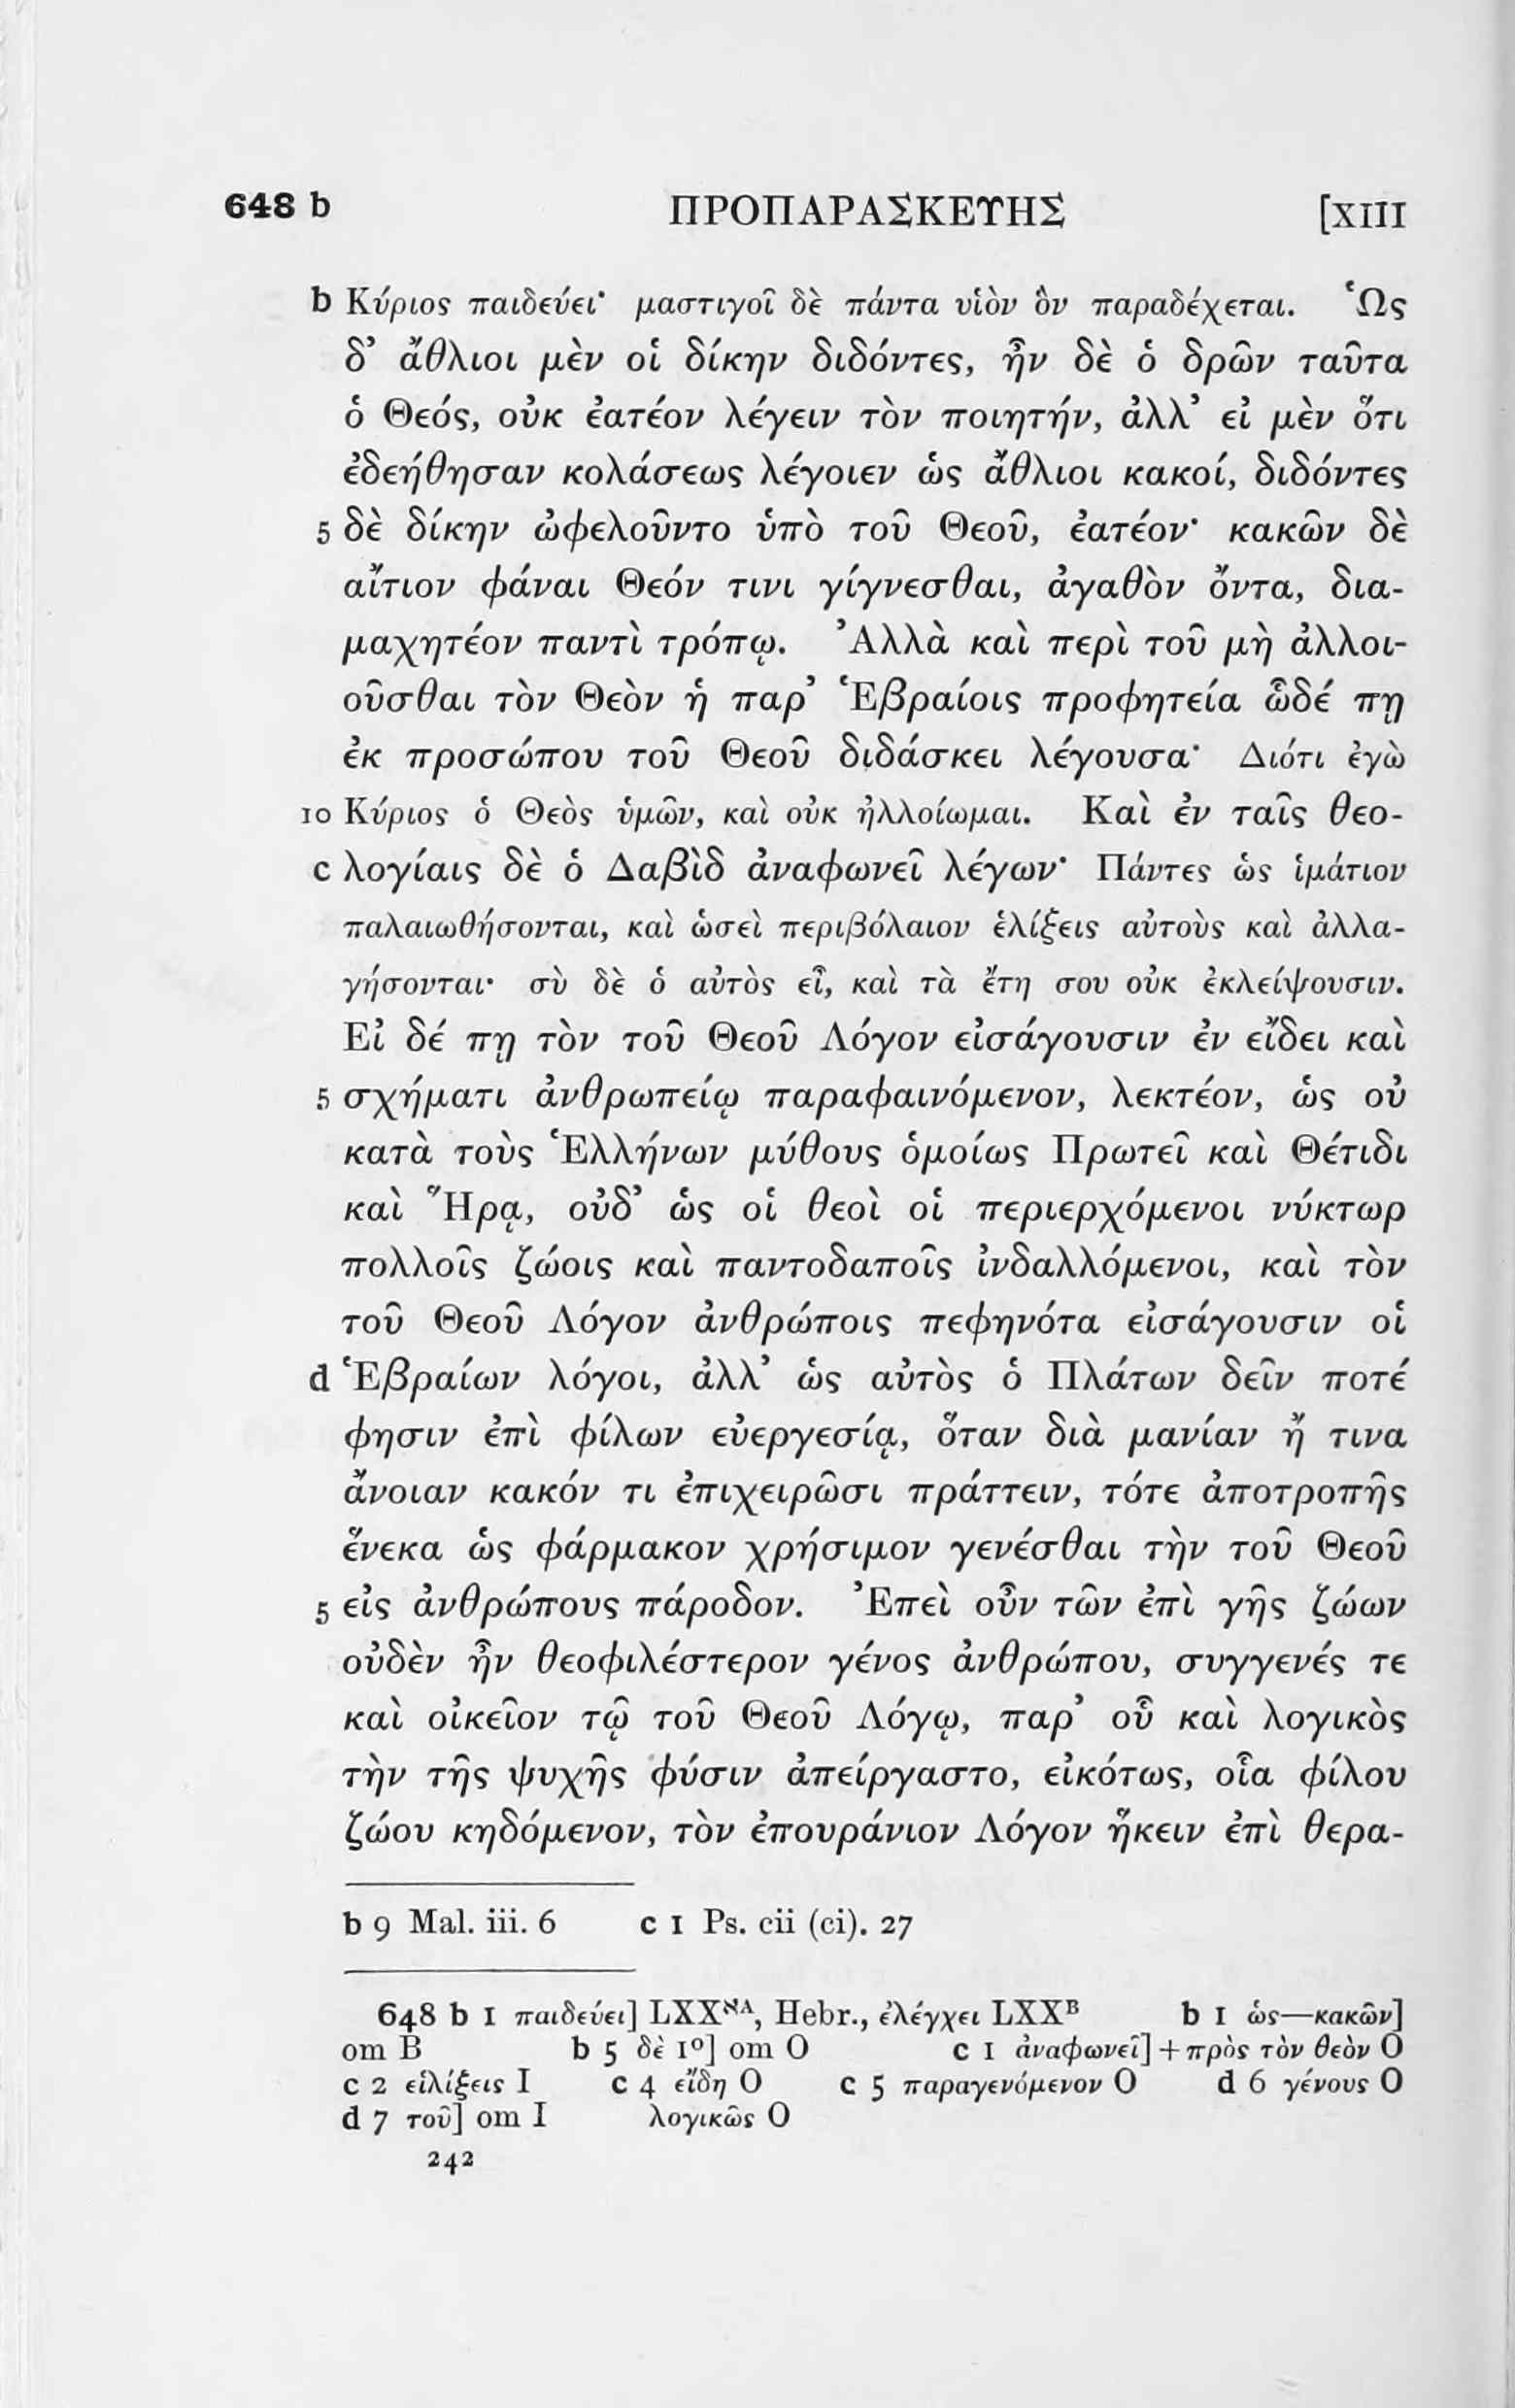 648 b ΠΡΟΠΑΡΑΣΚΕΥΗΣ [XIII
b Κύριος παιδεύει· μαστιγοῖ δὲ πάντα υἱὸν ὃν παραδέχεται. Ὡς
δ’ ἄθλιοι μὲν οἱ δίκην διδόντες, ἦν δὲ ὁ δρῶν ταῦτα
ὁ Θεός, οὐκ ἐατέον λέγειν τὸν ποιητήν, ἀλλ’ εἰ μὲν ὅτι
ἐδεήθησαν κολάσεως λέγοιεν ὡς ἄθλιοι κακοί, διδόντες
5 δὲ δίκην ὠφελοῦντο ὑπὸ τοῦ Θεοῦ, ἐατέον· κακῶν δὲ
αἴτιον φάναι Θεόν τινι γίγνεσθαι, ἀγαθὸν ὄντα, δια-
μαχητέον παντὶ τρόπῳ. Ἀλλὰ καὶ περὶ τοῦ μὴ ἀλλοι-
οῦσθαι τὸν Θεὸν ἡ παρ’ Ἑβραίοις προφητεία ὧδέ πῃ
ἐκ προσώπου τοῦ Θεοῦ διδάσκει λέγουσα· Διότι ἐγὼ
10 Κύριος ὁ Θεὸς ὑμῶν, καὶ οὐκ ἠλλοίωμαι. Καὶ ἐν ταῖς θεο-
c λογίαις δὲ ὁ Δαβὶδ ἀναφωνεῖ λέγων· Πάντες ὡς ἱμάτιον
παλαιωθήσονται, καὶ ὡσεὶ περιβόλαιον ἑλίξεις αὐτοὺς καὶ ἀλλα-
γήσονται· σὺ δὲ ὁ αὐτὸς εἶ, καὶ τὰ ἔτη σου οὐκ ἐκλείψουσιν.
Εἰ δέ πῃ τὸν τοῦ Θεοῦ Λόγον εἰσάγουσιν ἐν εἴδει καὶ
5 σχήματι ἀνθρωπείῳ παραφαινόμενον, λεκτέον, ὡς οὐ
κατὰ τοὺς Ἑλλήνων μύθους ὁμοίως Πρωτεῖ καὶ Θέτιδι
καὶ Ἥρᾳ, οὐδ’ ὡς οἱ θεοὶ οἱ περιερχόμενοι νύκτωρ
πολλοῖς ζώοις καὶ παντοδαποῖς ἰνδαλλόμενοι, καὶ τὸν
τοῦ Θεοῦ Λόγον ἀνθρώποις πεφηνότα εἰσάγουσιν οἱ
d Ἑβραίων λόγοι, ἀλλ’ ὡς αὐτὸς ὁ Πλάτων δεῖν ποτέ
φησιν ἐπὶ φίλων εὐεργεσίᾳ, ὅταν διὰ μανίαν ἤ τινα
ἄνοιαν κακόν τι ἐπιχειρῶσι πράττειν, τότε ἀποτροπῆς
ἕνεκα ὡς φάρμακον χρήσιμον γενέσθαι τὴν τοῦ Θεοῦ
5 εἰς ἀνθρώπους πάροδον. Ἐπεὶ οὖν τῶν ἐπὶ γῆς ζώων
οὐδὲν ἦν θεοφιλέστερον γένος ἀνθρώπου, συγγενές τε
καὶ οἰκεῖον τῷ τοῦ Θεοῦ Λόγῳ, παρ’ οὗ καὶ λογικὸς
τὴν τῆς ψυχῆς φύσιν ἀπείργαστο, εἰκότως, οἷα φίλου
ζώου κηδόμενον, τὸν ἐπουράνιον Λόγον ἥκειν ἐπὶ θερα-
b 9 Mal. iii. 6 c 1 Ps. cii (ci). 27
648 b 1 παιδεύει] LXXℵA, Hebr., ἐλέγχει LXXB b 1 ὡς—κακῶν]
om B b 5 δὲ 1º] om O c 1 ἀναφωνεῖ] + πρὸς τὸν θεὸν O
c 2 εἱλίξεις I c 4 εἴδη O c 5 παραγενόμενον O d 6 γένους O
d 7 τοῦ] om I λογικῶς O
242